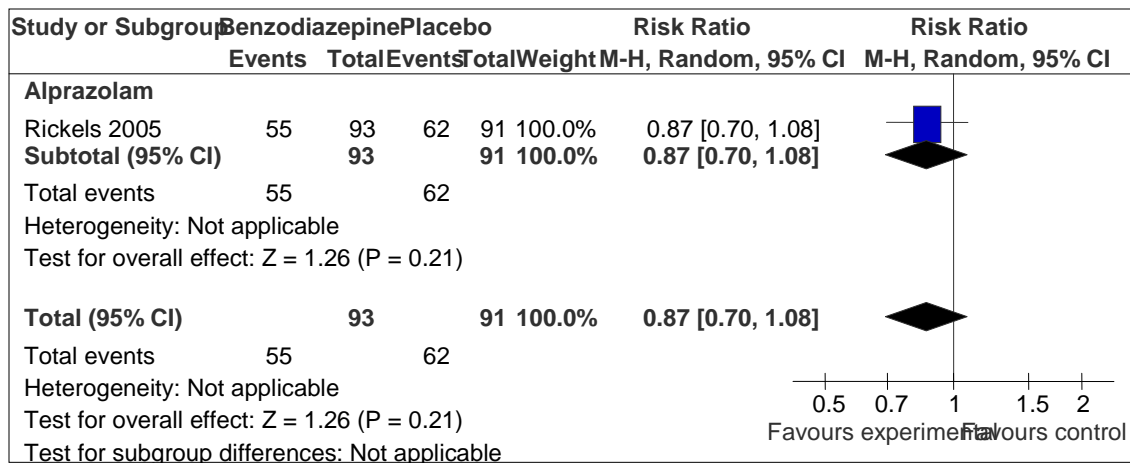 Study or Subgroup Benzodiazepine Placebo Risk Ratio Risk Ratio
Events Total Events Total Weight M-H, Random, 95% CI M-H, Random, 95% CI
Alprazolam
Rickels 2005 55 93 62 91 100.0% 0.87 [0.70, 1.08]
Subtotal (95% CI) 93 91 100.0% 0.87 [0.70, 1.08]
Total events 55 62
Heterogeneity: Not applicable
Test for overall effect: Z = 1.26 (P = 0.21)
Total (95% CI) 93 91 100.0% 0.87 [0.70, 1.08]
Total events 55 62
Heterogeneity: Not applicable
Test for overall effect: Z = 1.26 (P = 0.21)
Test for subgroup differences: Not applicable
0.5 0.7 1 1.5 2
Favours experimental Favours control